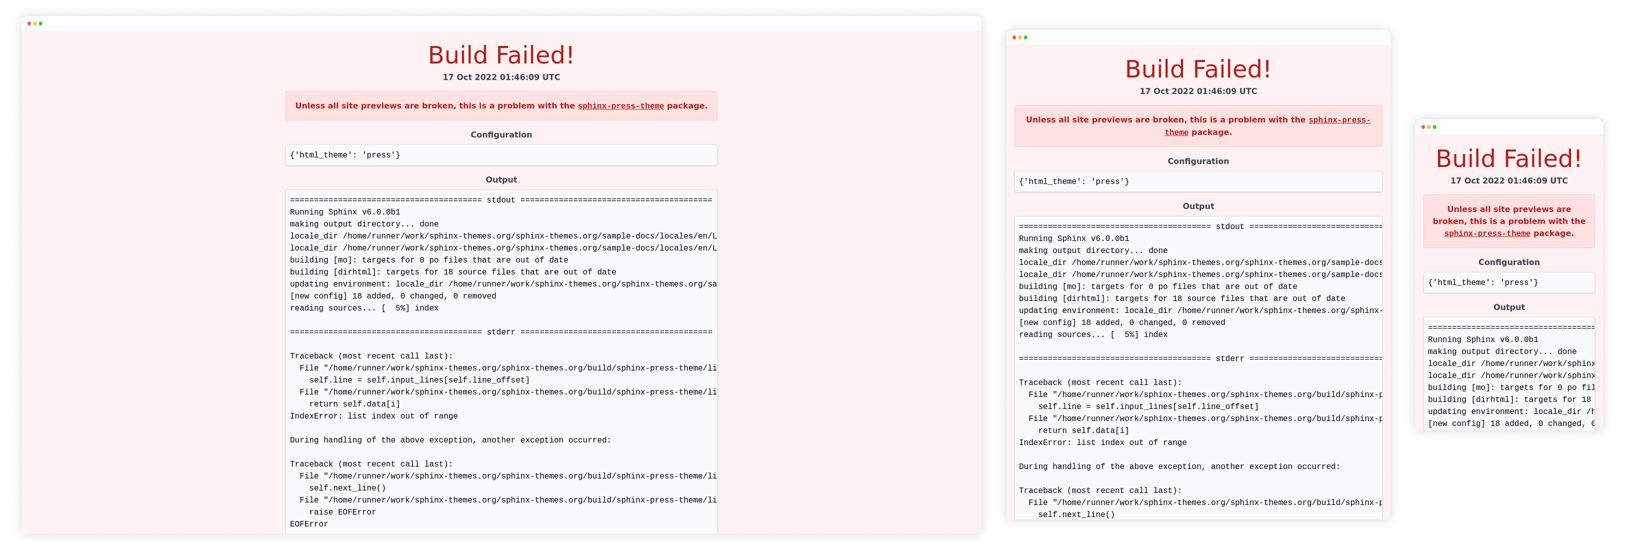 Build Failed!
17 Oct 2022 01:46:09 UTC
Unless all site previews are broken, this is a problem with the sphinx-press-theme package.
Configuration
{'html_theme': 'press'}
Output
======================================== stdout ========================================
Running Sphinx v6.0.0b1
making output directory... done
locale_dir /home/runner/work/sphinx-themes.org/sphinx-themes.org/sample-docs/locales/en/L
locale_dir /home/runner/work/sphinx-themes.org/sphinx-themes.org/sample-docs/locales/en/L
building [mo]: targets for 0 po files that are out of date
building [dirhtml]: targets for 18 source files that are out of date
updating environment: locale_dir /home/runner/work/sphinx-themes.org/sphinx-themes.org/sa
[new config] 18 added, 0 changed, 0 removed
reading sources... [  5%] index
======================================== stderr ========================================
Traceback (most recent call last):
  File "/home/runner/work/sphinx-themes.org/sphinx-themes.org/build/sphinx-press-theme/li
    self.line = self.input_lines[self.line_offset]
  File "/home/runner/work/sphinx-themes.org/sphinx-themes.org/build/sphinx-press-theme/li
    return self.data[i]
IndexError: list index out of range
During handling of the above exception, another exception occurred:
Traceback (most recent call last):
  File "/home/runner/work/sphinx-themes.org/sphinx-themes.org/build/sphinx-press-theme/li
    self.next_line()
  File "/home/runner/work/sphinx-themes.org/sphinx-themes.org/build/sphinx-press-theme/li
    raise EOFError
EOFError
Build Failed!
17 Oct 2022 01:46:09 UTC
Unless all site previews are broken, this is a problem with the sphinx-press-
theme package.
Configuration
{'html_theme': 'press'}
Output
======================================== stdout ===================================
Running Sphinx v6.0.0b1
making output directory... done
locale_dir /home/runner/work/sphinx-themes.org/sphinx-themes.org/sample-docs
locale_dir /home/runner/work/sphinx-themes.org/sphinx-themes.org/sample-docs
building [mo]: targets for 0 po files that are out of date
building [dirhtml]: targets for 18 source files that are out of date
updating environment: locale_dir /home/runner/work/sphinx-themes.org/sphinx-
[new config] 18 added, 0 changed, 0 removed
reading sources... [  5%] index
======================================== stderr ===================================
Traceback (most recent call last):
  File "/home/runner/work/sphinx-themes.org/sphinx-themes.org/build/sphinx-p
    self.line = self.input_lines[self.line_offset]
  File "/home/runner/work/sphinx-themes.org/sphinx-themes.org/build/sphinx-p
    return self.data[i]
IndexError: list index out of range
During handling of the above exception, another exception occurred:
Traceback (most recent call last):
  File "/home/runner/work/sphinx-themes.org/sphinx-themes.org/build/sphinx-p
    self.next_line()
Build Failed!
17 Oct 2022 01:46:09 UTC
Unless all site previews are
broken, this is a problem with the
sphinx-press-theme package.
Configuration
{'html_theme': 'press'}
Output
===================================
Running Sphinx v6.0.0b1
making output directory... done
locale_dir /home/runner/work/sphinx
locale_dir /home/runner/work/sphinx
building [mo]: targets for 0 po fil
building [dirhtml]: targets for 18
updating environment: locale_dir /h
[new config] 18 added, 0 changed, 0